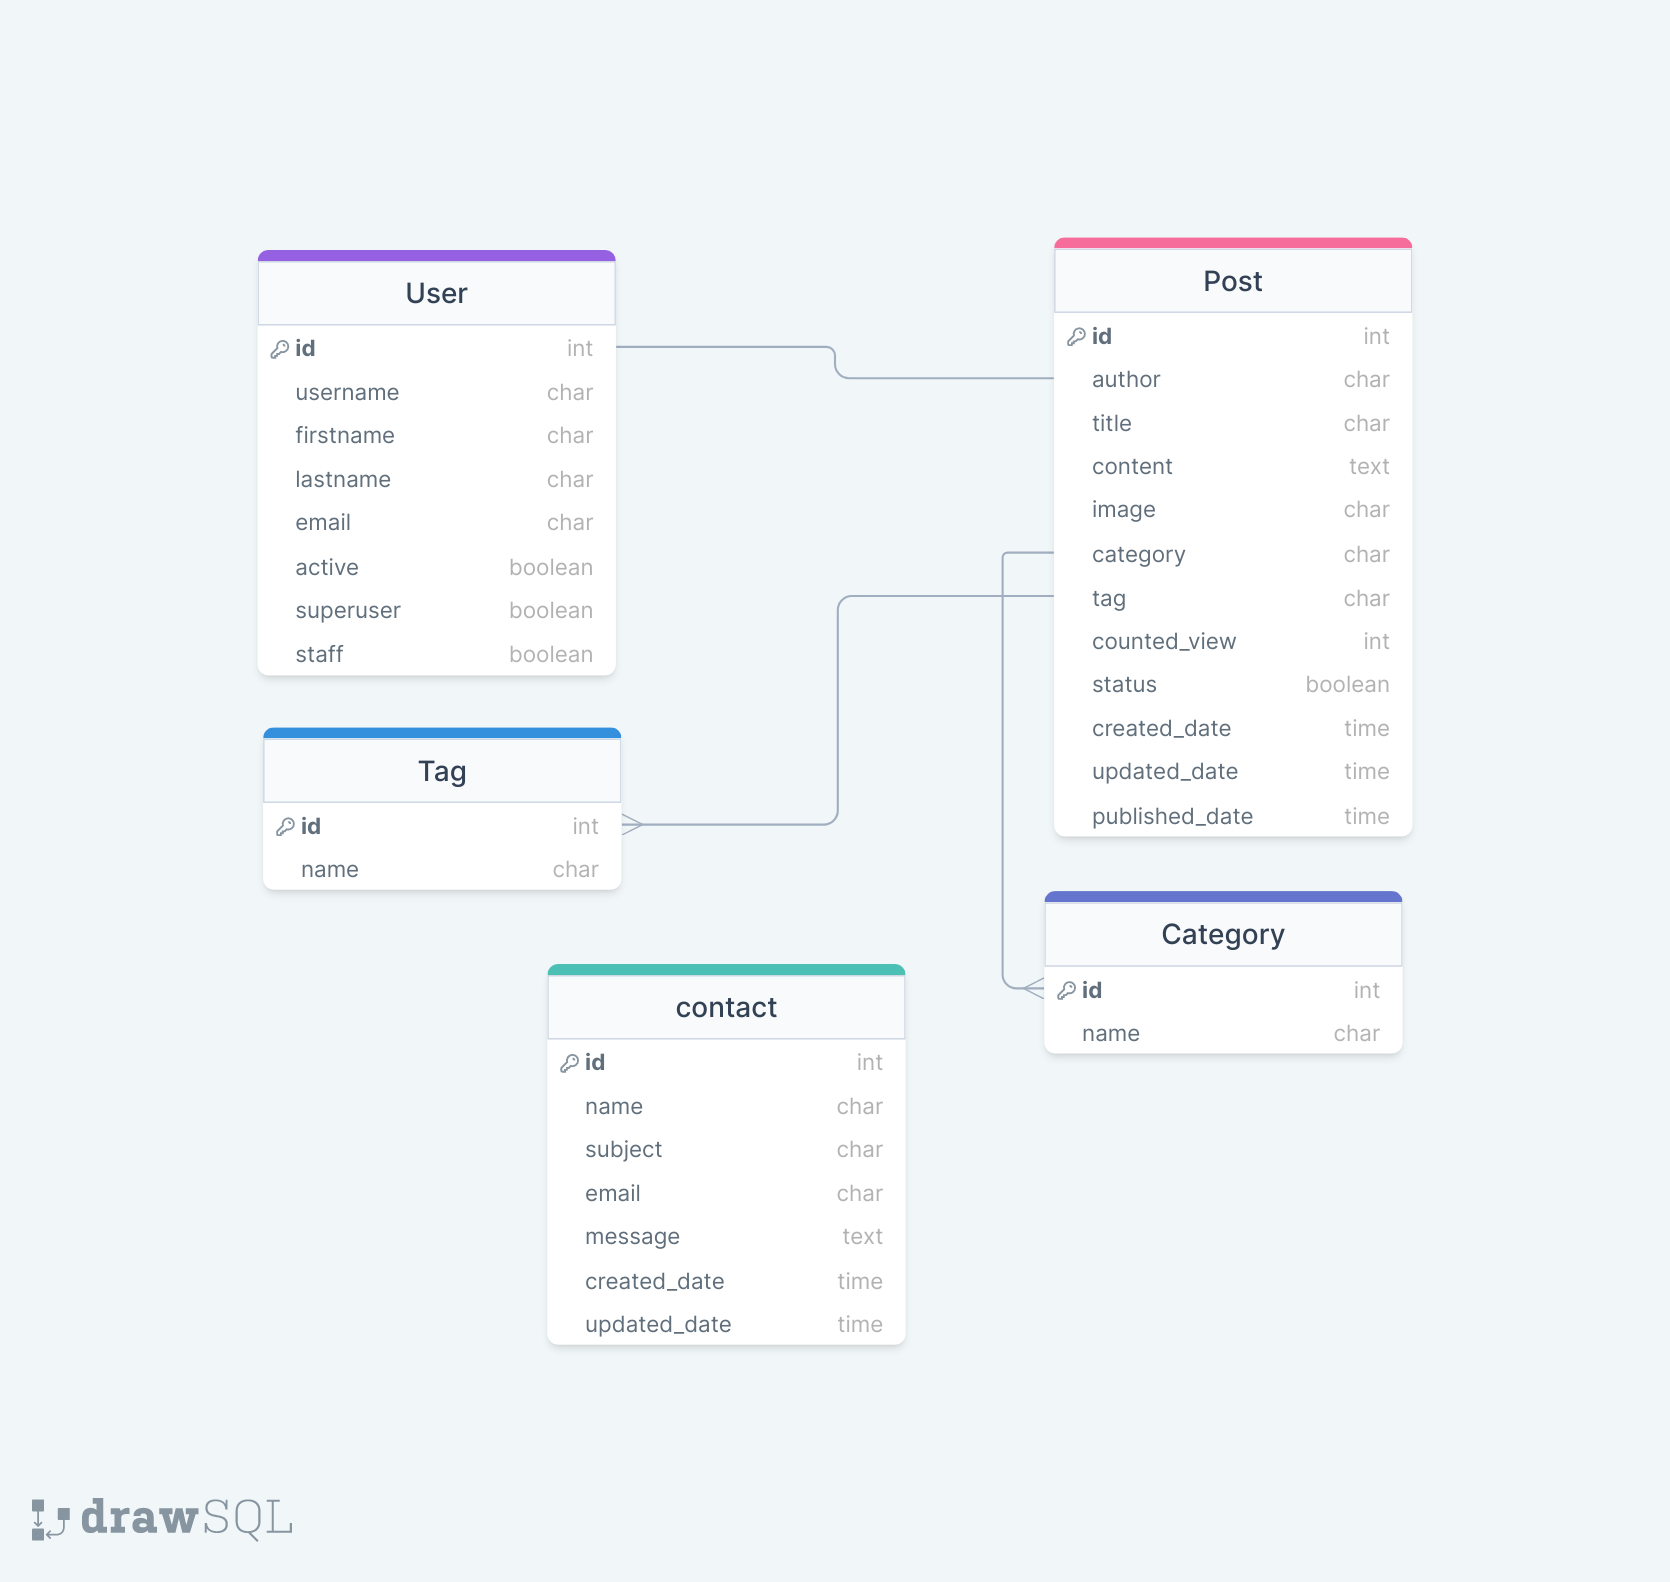 User
id int
username char
firstname char
lastname char
email char
active boolean
superuser boolean
staff boolean
Post
id int
author char
title char
content text
image char
category char
tag char
counted_view int
status boolean
created_date time
updated_date time
published_date time
Tag
id int
name char
Category
id int
name char
contact
id int
name char
subject char
email char
message text
created_date time
updated_date time
drawSQL